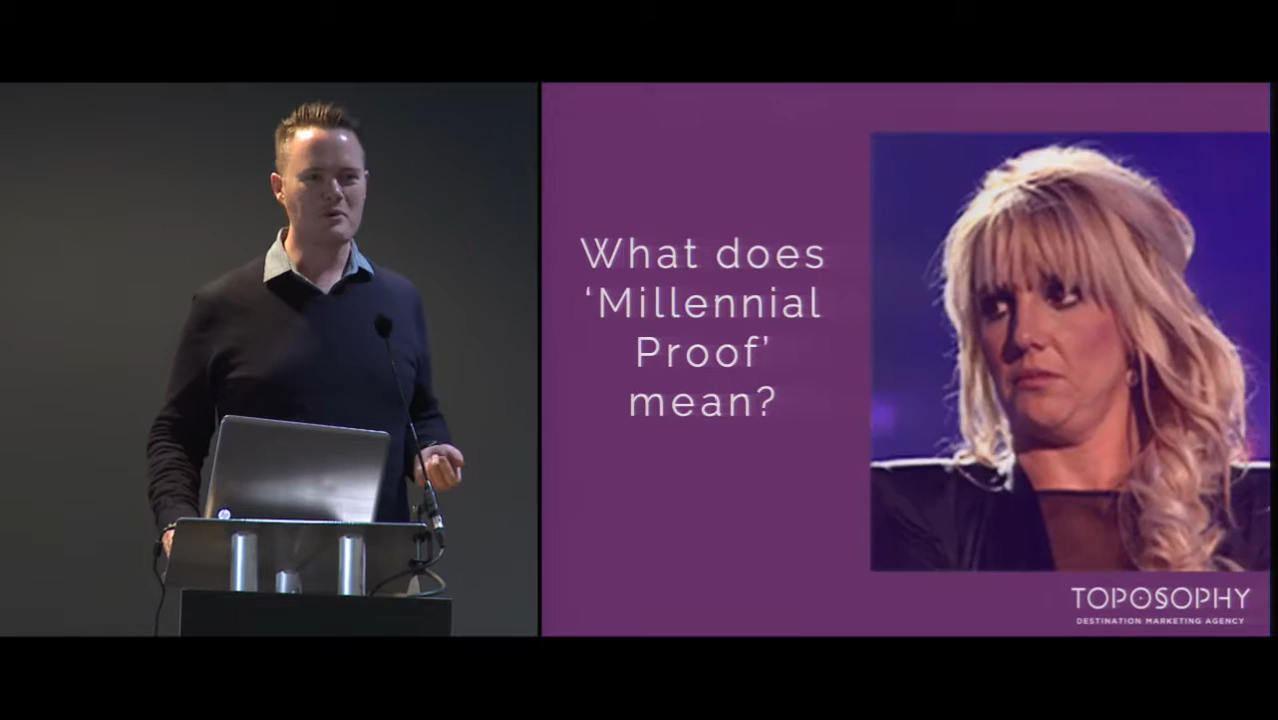 What does
‘Millennial
Proof’
mean?
TOPOSOPHY
DESTINATION MARKETING AGENCY